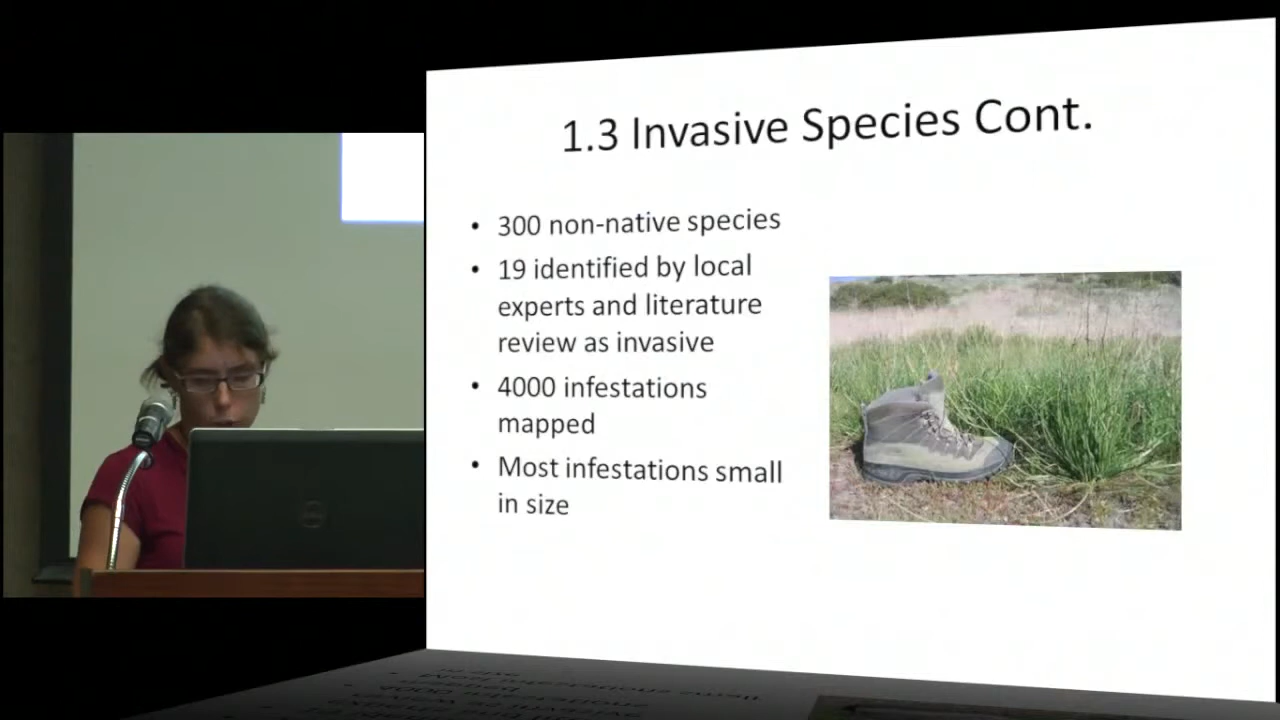 1.3 Invasive Species Cont.
• 300 non-native species
• 19 identified by local
experts and literature
review as invasive
• 4000 infestations
mapped
• Most infestations small
in size